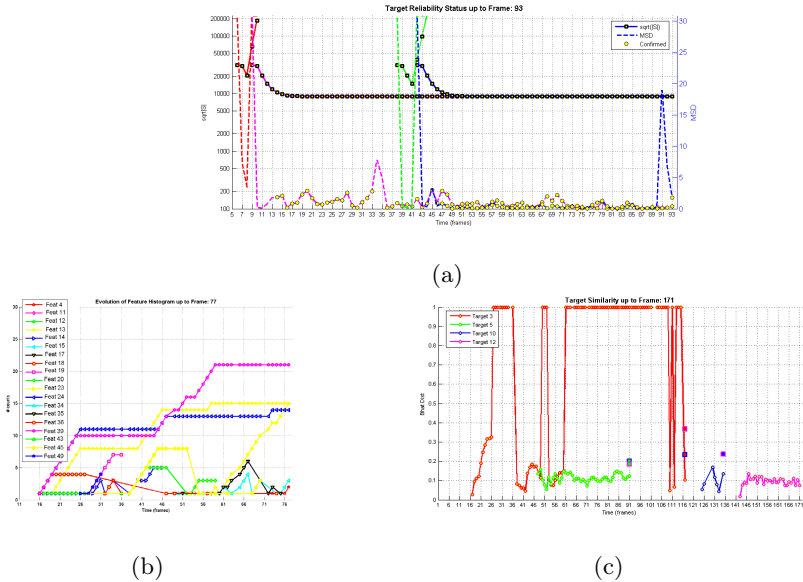 Target Reliability Status up to Frame: 93
200000
100000
50000
20000
10000
5000
2000
1000
500
200
100
sqrt(|S|)
30
25
20
15
10
5
0
MSD
sqrt(|S|)
MSD
Confirmed
5 7 9 11 13 15 17 19 21 23 25 27 29 31 33 35 37 39 41 43 45 47 49 51 53 55 57 59 61 63 65 67 69 71 73 75 77 79 81 83 85 87 89 91 93
Time (frames)
(a)
Evolution of Feature Histogram up to Frame: 77
Feat 4
Feat 11
Feat 12
Feat 13
Feat 14
Feat 15
Feat 17
Feat 18
Feat 19
Feat 20
Feat 23
Feat 24
Feat 34
Feat 35
Feat 36
Feat 39
Feat 43
Feat 45
Feat 49
30
15
10
5
0
# counts
11 16 21 26 31 36 41 46 51 56 61 66 71 76
Time (frames)
(b)
Target Similarity up to Frame: 171
Target 3
Target 5
Target 10
Target 12
1
0.9
0.8
0.7
0.6
0.5
0.4
0.3
0.2
0.1
0
Bhat Cost
1 6 11 16 21 26 31 36 41 46 51 56 61 66 71 76 81 86 91 96 101 106 111 116 121 126 131 136 141 146 151 156 161 166 171
Time (frames)
(c)